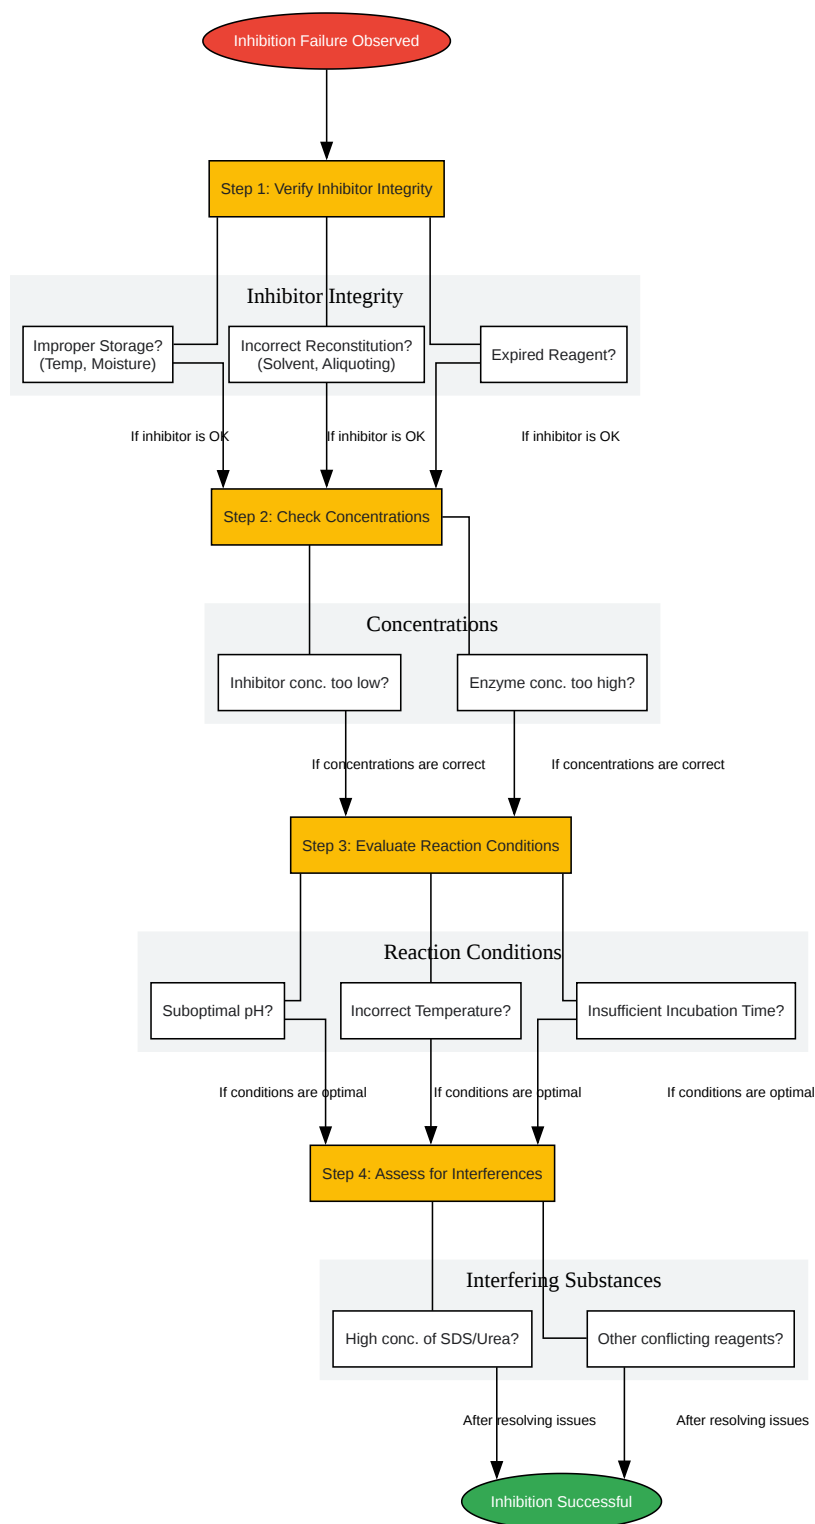 Inhibition Failure Observed
Step 1: Verify Inhibitor Integrity
Inhibitor Integrity
Improper Storage?
(Temp, Moisture)
Incorrect Reconstitution?
(Solvent, Aliquoting)
Expired Reagent?
If inhibitor is OK
If inhibitor is OK
If inhibitor is OK
Step 2: Check Concentrations
Concentrations
Inhibitor conc. too low?
Enzyme conc. too high?
If concentrations are correct
If concentrations are correct
Step 3: Evaluate Reaction Conditions
Reaction Conditions
Suboptimal pH?
Incorrect Temperature?
Insufficient Incubation Time?
If conditions are optimal
If conditions are optimal
If conditions are optimal
Step 4: Assess for Interferences
Interfering Substances
High conc. of SDS/Urea?
Other conflicting reagents?
After resolving issues
After resolving issues
Inhibition Successful